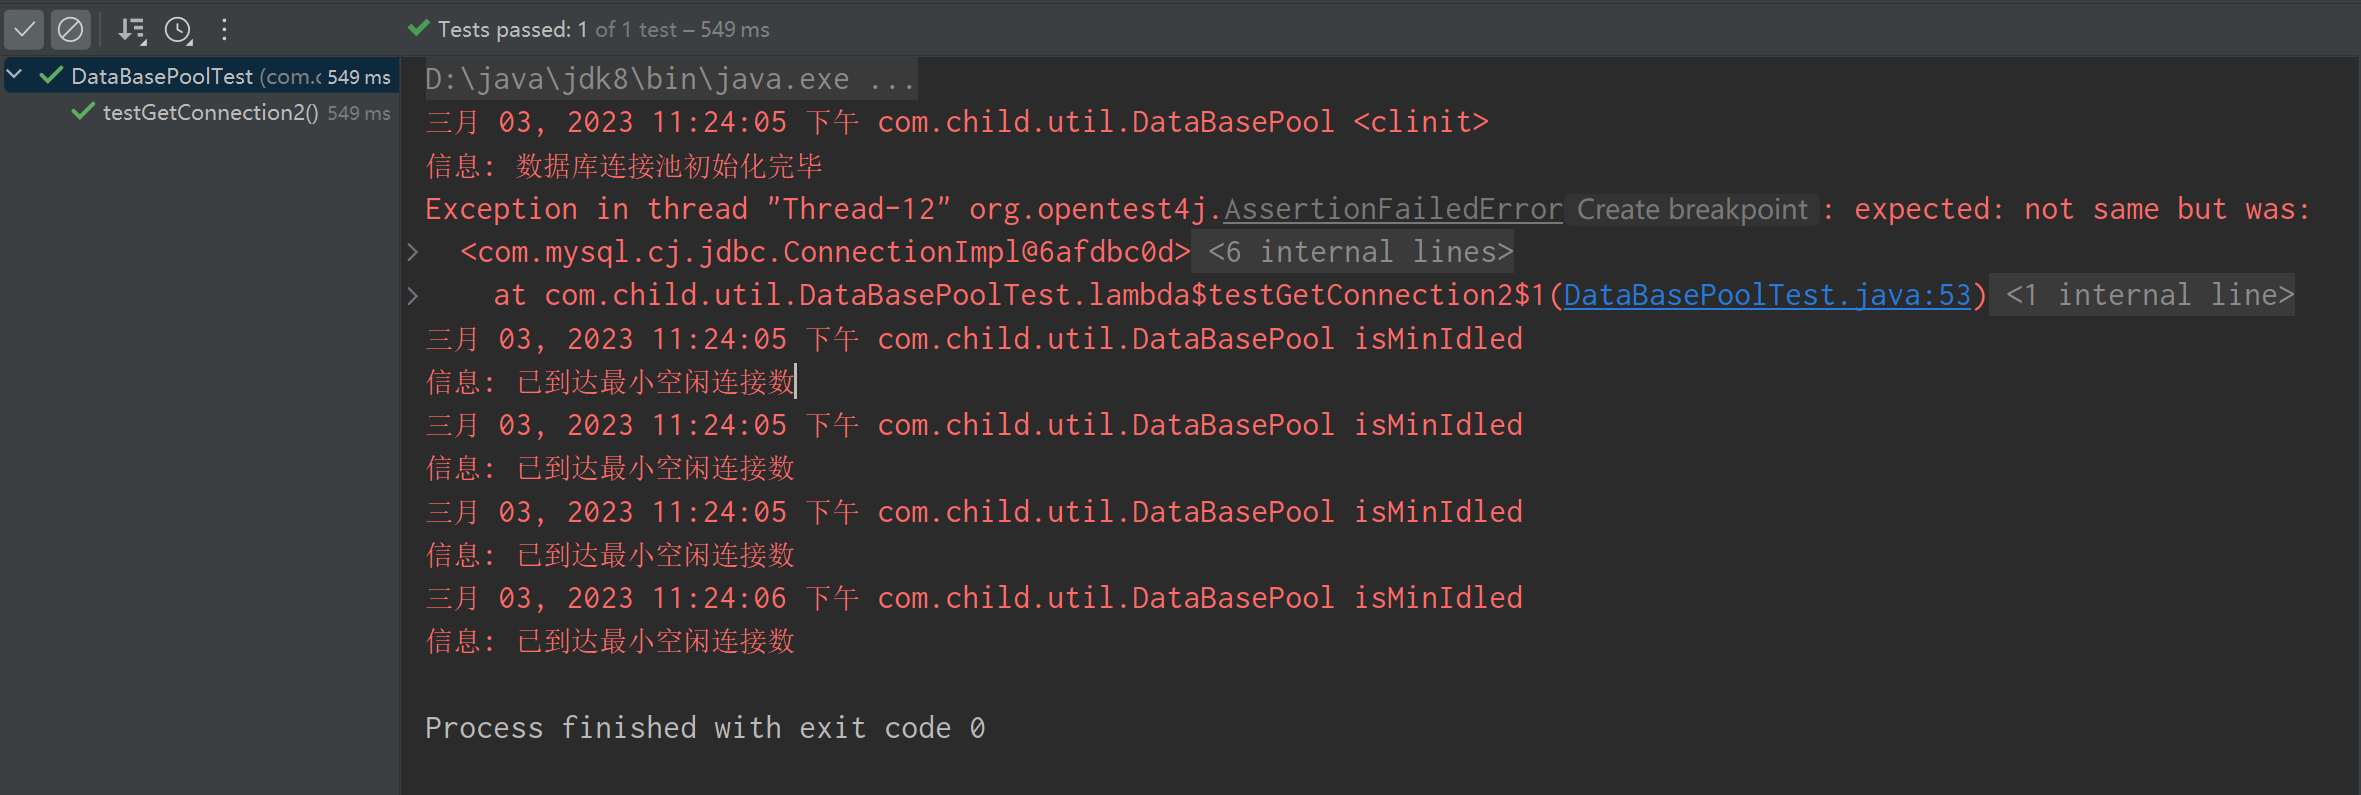 Tests passed: 1 of 1 test – 549 ms
DataBasePoolTest (com.c 549 ms
testGetConnection2() 549 ms
D:\java\jdk8\bin\java.exe ...
三月 03, 2023 11:24:05 下午 com.child.util.DataBasePool <clinit>
信息: 数据库连接池初始化完毕
Exception in thread "Thread-12" org.opentest4j.AssertionFailedError Create breakpoint : expected: not same but was:
<com.mysql.cj.jdbc.ConnectionImpl@6afdbc0d> <6 internal lines>
at com.child.util.DataBasePoolTest.lambda$testGetConnection2$1(DataBasePoolTest.java:53) <1 internal line>
三月 03, 2023 11:24:05 下午 com.child.util.DataBasePool isMinIdled
信息: 已到达最小空闲连接数
三月 03, 2023 11:24:05 下午 com.child.util.DataBasePool isMinIdled
信息: 已到达最小空闲连接数
三月 03, 2023 11:24:05 下午 com.child.util.DataBasePool isMinIdled
信息: 已到达最小空闲连接数
三月 03, 2023 11:24:06 下午 com.child.util.DataBasePool isMinIdled
信息: 已到达最小空闲连接数
Process finished with exit code 0